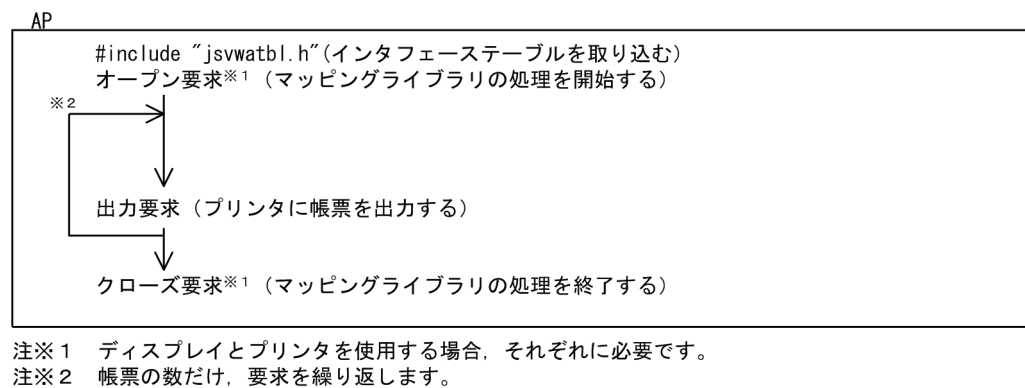 AP
#include "jsvwatbl.h"(インタフェーステーブルを取り込む)
オープン要求※1（マッピングライブラリの処理を開始する）
※2
出力要求（プリンタに帳票を出力する）
クローズ要求※1（マッピングライブラリの処理を終了する）
注※1　ディスプレイとプリンタを使用する場合，それぞれに必要です。
注※2　帳票の数だけ，要求を繰り返します。